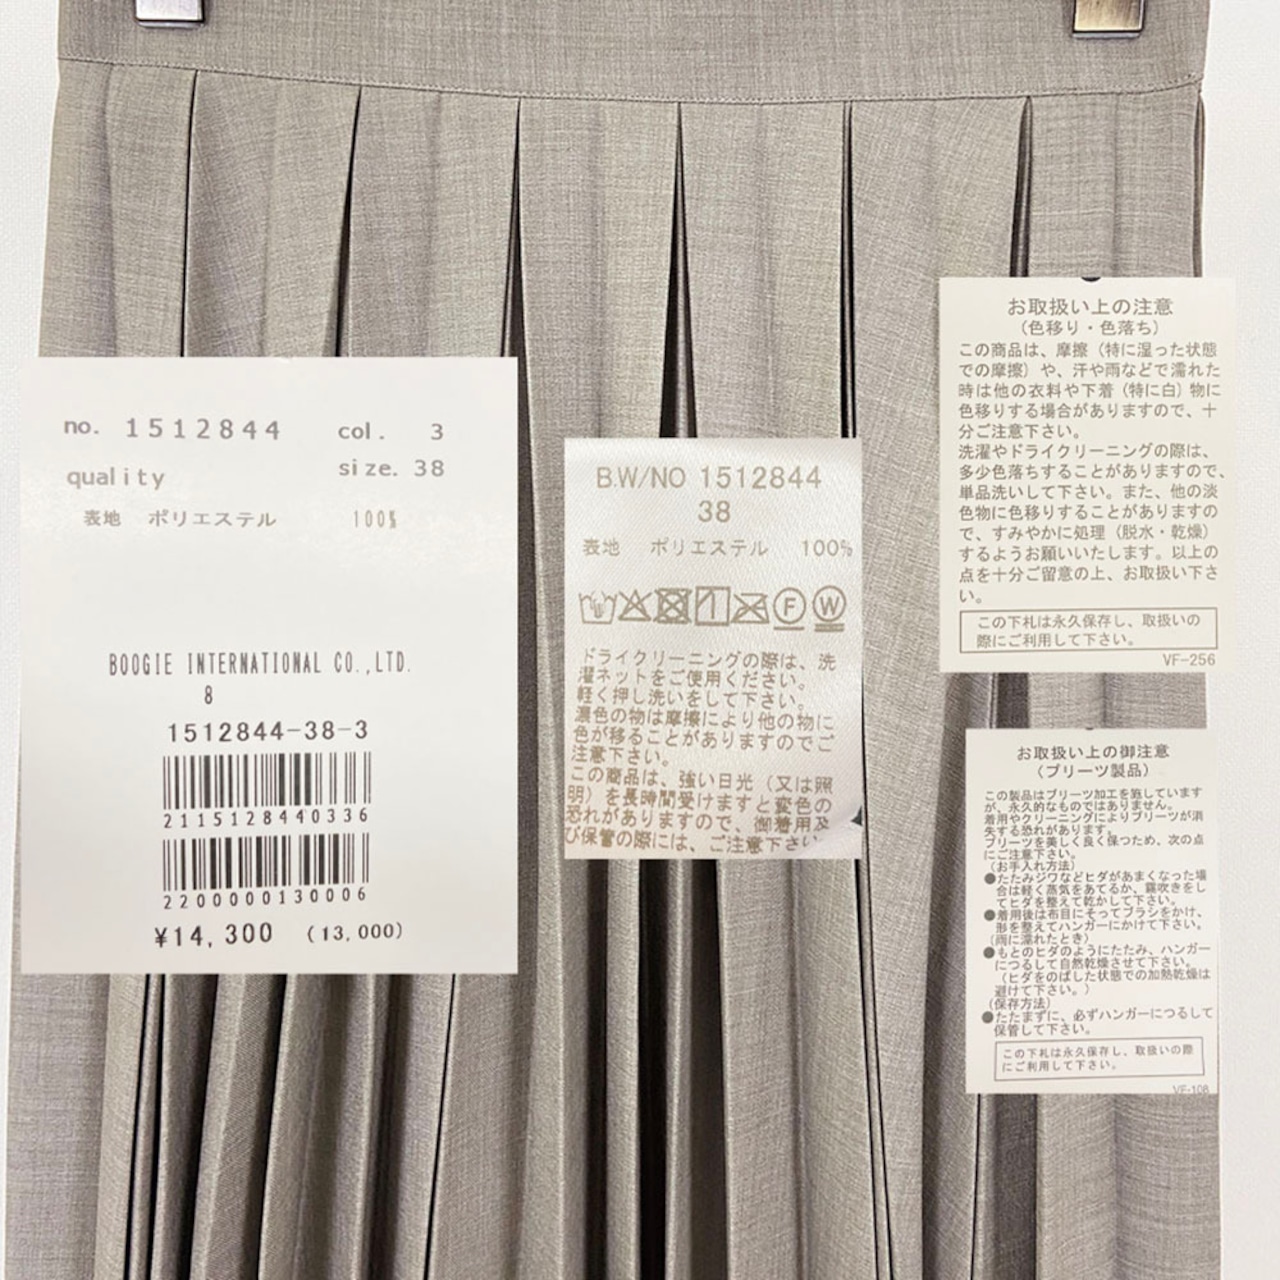 no. 1512844 col. 3
quality size. 38
表地 ポリエステル 100%
BOOGIE INTERNATIONAL CO.,LTD.
8
1512844-38-3
2115128440336
2200000130006
¥14,300 (13,000)
B.W/NO 1512844
38
表地 ポリエステル 100%
F W
ドライクリーニングの際は、洗
濯ネットをご使用ください。
軽く押し洗いをして下さい。
濃色の物は摩擦により他の物に
色が移ることがありますのでご
注意下さい。
この商品は、強い日光（又は照
明）を長時間受けますと変色の
恐れがありますので、御着用及
び保管の際には、ご注意下さい
お取扱い上の注意
（色移り・色落ち）
この商品は、摩擦（特に湿った状態
での摩擦）や、汗や雨などで濡れた
時は他の衣料や下着（特に白）物に
色移りする場合がありますので、十
分ご注意下さい。
洗濯やドライクリーニングの際は、
多少色落ちすることがありますので、
単品洗いして下さい。また、他の淡
色物に色移りすることがありますの
で、すみやかに処理（脱水・乾燥）
するようお願いいたします。以上の
点を十分ご留意の上、お取扱い下さ
い。
この下札は永久保存し、取扱いの
際にご利用して下さい。
VF-256
お取扱い上の御注意
（プリーツ製品）
この製品はプリーツ加工を施しています
が、永久的なものではありません。
着用やクリーニングによりプリーツが消
失する恐れがあります。
プリーツを美しく良く保つため、次の点
にご注意下さい。
（お手入れ方法）
●たたみジワなどヒダがあまくなった場
合は軽く蒸気をあてるか、霧吹きをし
てヒダを整えて乾かして下さい。
●着用後は布目にそってブラシをかけ、
形を整えてハンガーにかけて下さい。
（雨に濡れたとき）
●もとのヒダのようにたたみ、ハンガー
につるして自然乾燥させて下さい。
（ヒダをのばした状態での加熱乾燥は
避けて下さい。）
（保存方法）
●たたまずに、必ずハンガーにつるして
保管して下さい。
この下札は永久保存し、取扱いの際
にご利用して下さい。
VF-108